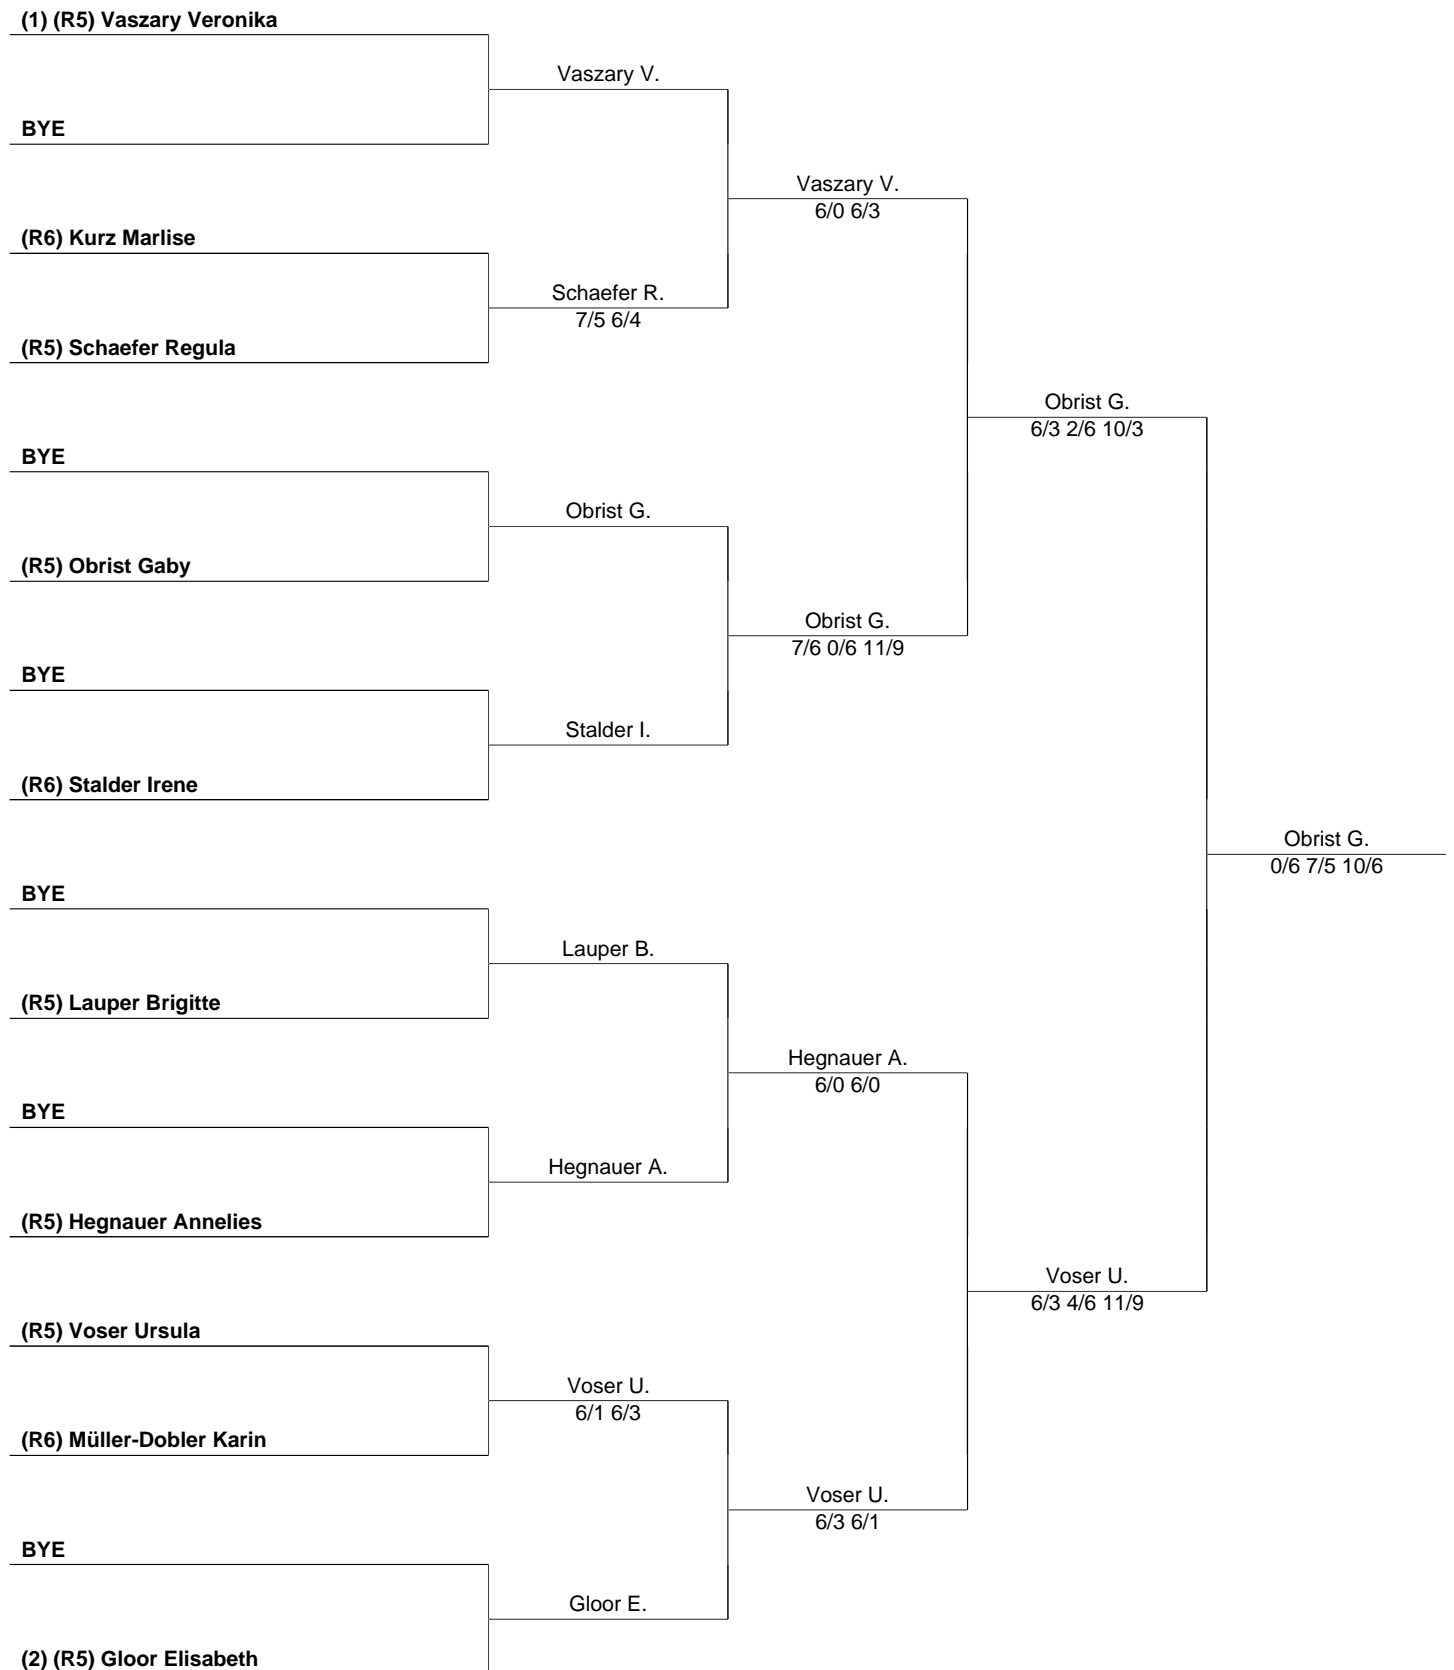 (1) (R5) Vaszary Veronika
Vaszary V.
BYE
Vaszary V.
6/0 6/3
(R6) Kurz Marlise
Schaefer R.
7/5 6/4
(R5) Schaefer Regula
Obrist G.
6/3 2/6 10/3
BYE
Obrist G.
(R5) Obrist Gaby
Obrist G.
7/6 0/6 11/9
BYE
Stalder I.
(R6) Stalder Irene
Obrist G.
0/6 7/5 10/6
BYE
Lauper B.
(R5) Lauper Brigitte
Hegnauer A.
6/0 6/0
BYE
Hegnauer A.
(R5) Hegnauer Annelies
Voser U.
6/3 4/6 11/9
(R5) Voser Ursula
Voser U.
6/1 6/3
(R6) Müller-Dobler Karin
Voser U.
6/3 6/1
BYE
Gloor E.
(2) (R5) Gloor Elisabeth